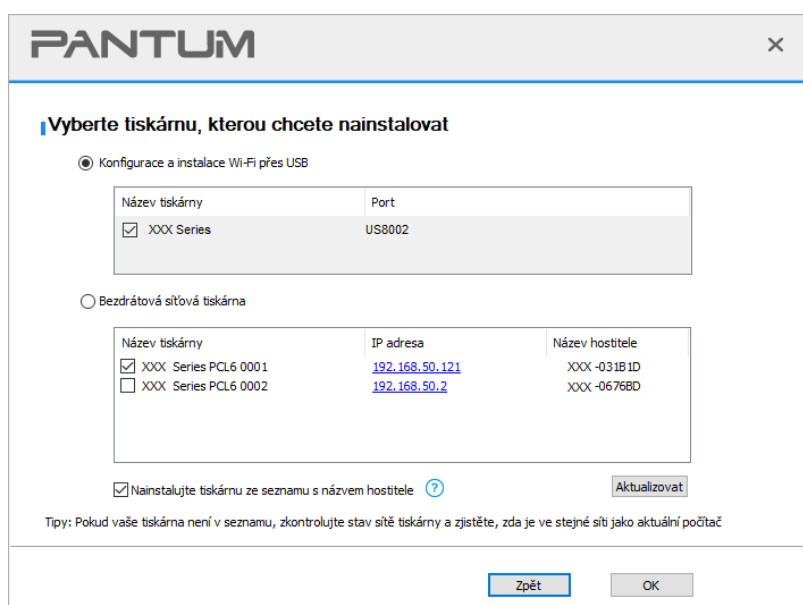 PANTUM
Vyberte tiskárnu, kterou chcete nainstalovat
Konfigurace a instalace Wi-Fi přes USB
Název tiskárny Port
XXX Series US8002
Bezdrátová síťová tiskárna
Název tiskárny IP adresa Název hostitele
XXX Series PCL6 0001 192.168.50.121 XXX -031B1D
XXX Series PCL6 0002 192.168.50.2 XXX -0676BD
Nainstalujte tiskárnu ze seznamu s názvem hostitele ? Aktualizovat
Tipy: Pokud vaše tiskárna není v seznamu, zkontrolujte stav sítě tiskárny a zjistěte, zda je ve stejné síti jako aktuální počítač
Zpět OK